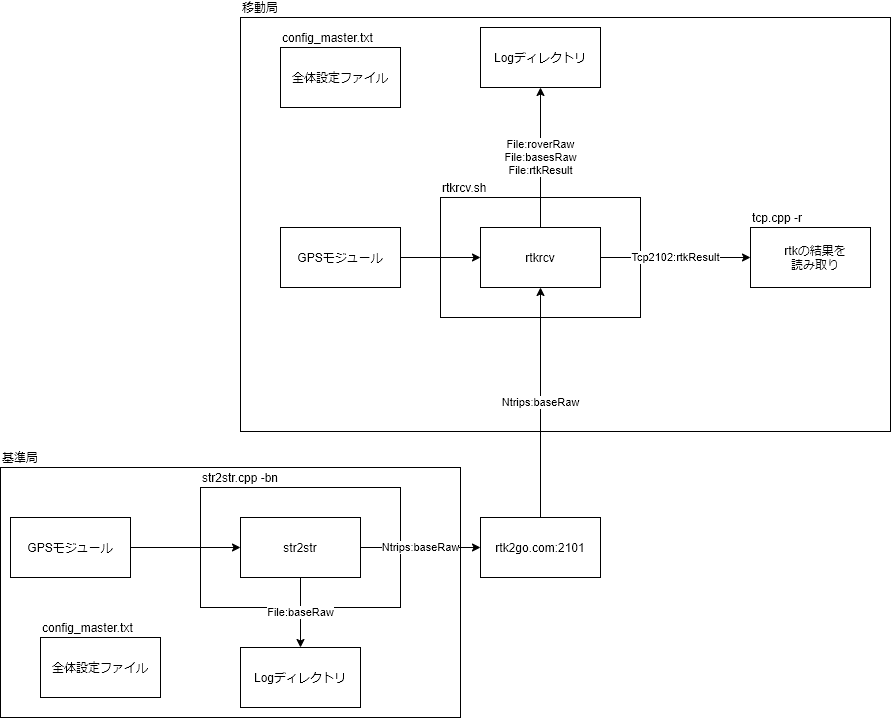 移動局
config_master.txt
全体設定ファイル
Logディレクトリ
File:roverRaw
File:basesRaw
File:rtkResult
rtkrcv.sh
GPSモジュール
rtkrcv
Tcp2102:rtkResult
tcp.cpp -r
rtkの結果を
読み取り
Ntrips:baseRaw
基準局
str2str.cpp -bn
GPSモジュール
str2str
Ntrips:baseRaw
rtk2go.com:2101
File:baseRaw
config_master.txt
全体設定ファイル
Logディレクトリ